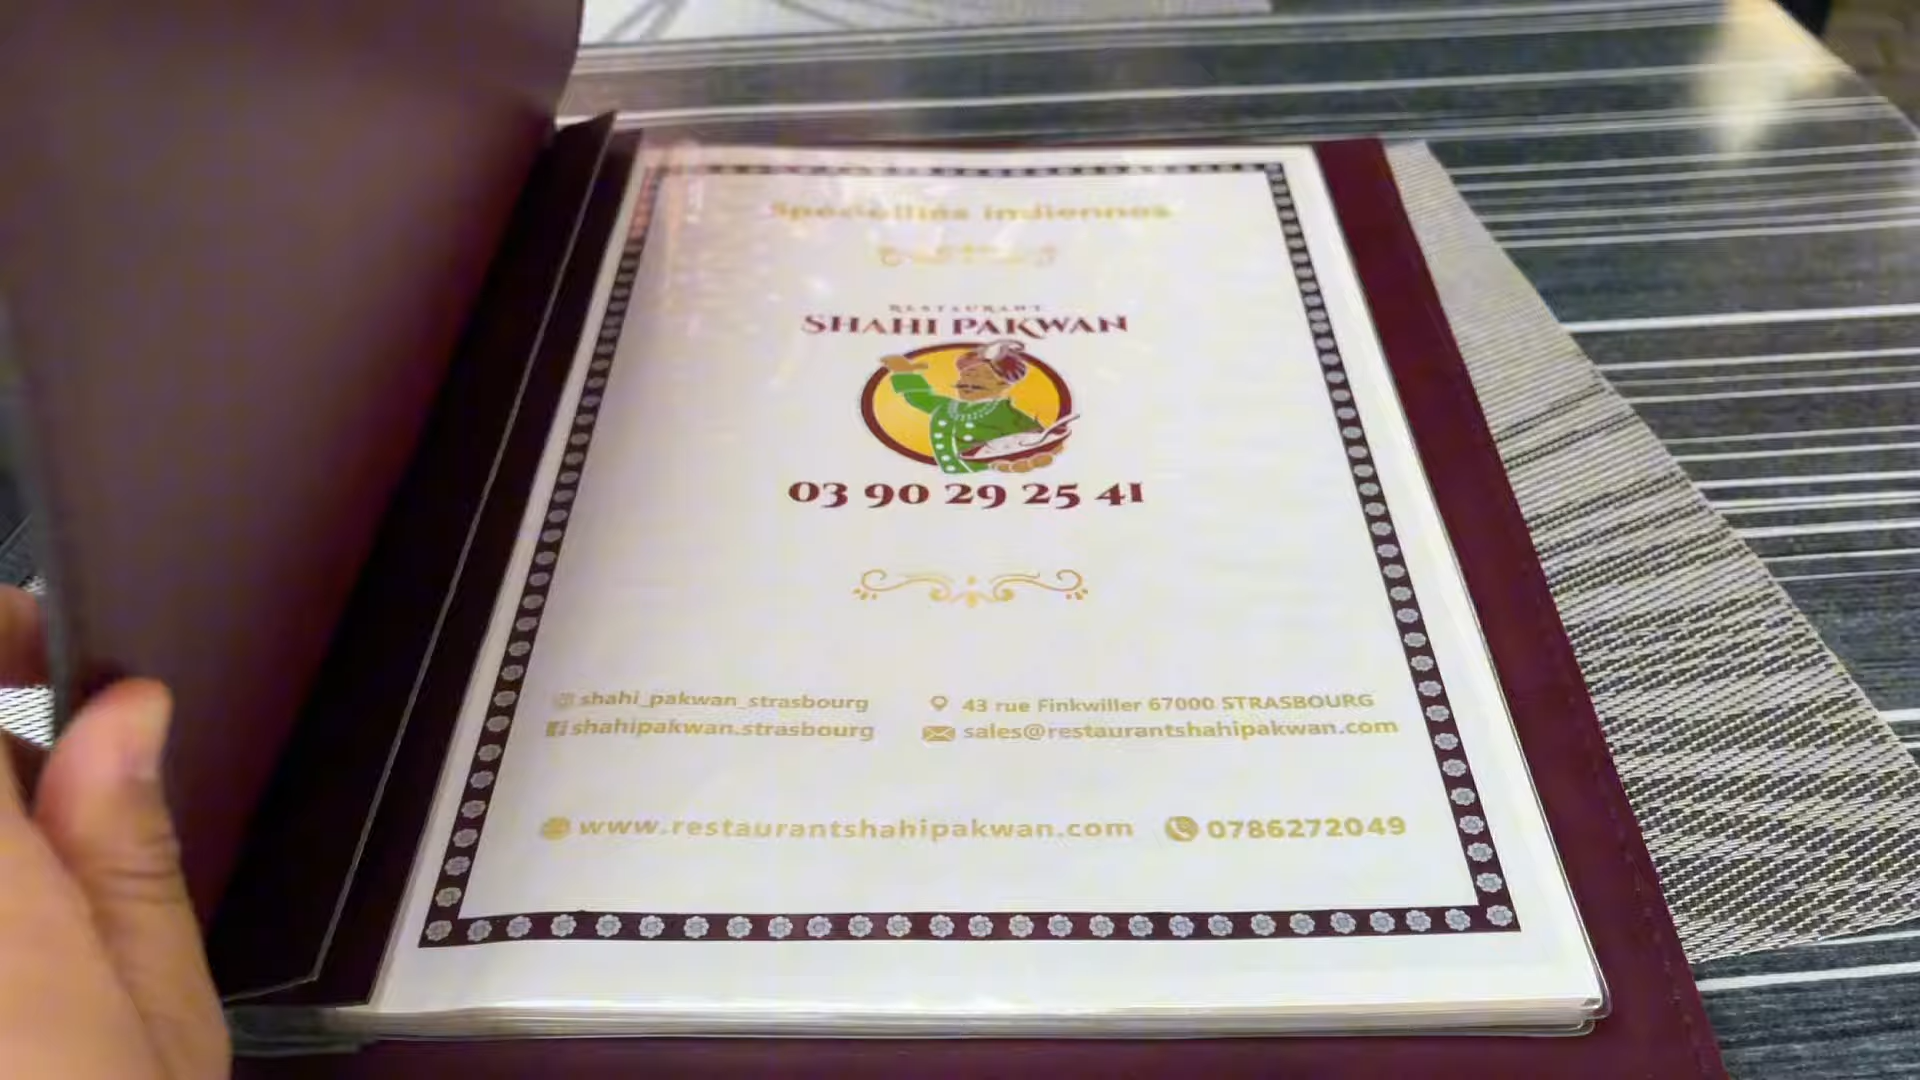 Speciallties indiennes
RESTAURANT
SHAHI PAKWAN
03 90 29 25 41
shahi_pakwan_strasbourg
43 rue Finkwiller 67000 STRASBOURG
shahipakwan.strasbourg
sales@restaurantshahipakwan.com
www.restaurantshahipakwan.com
0786272049